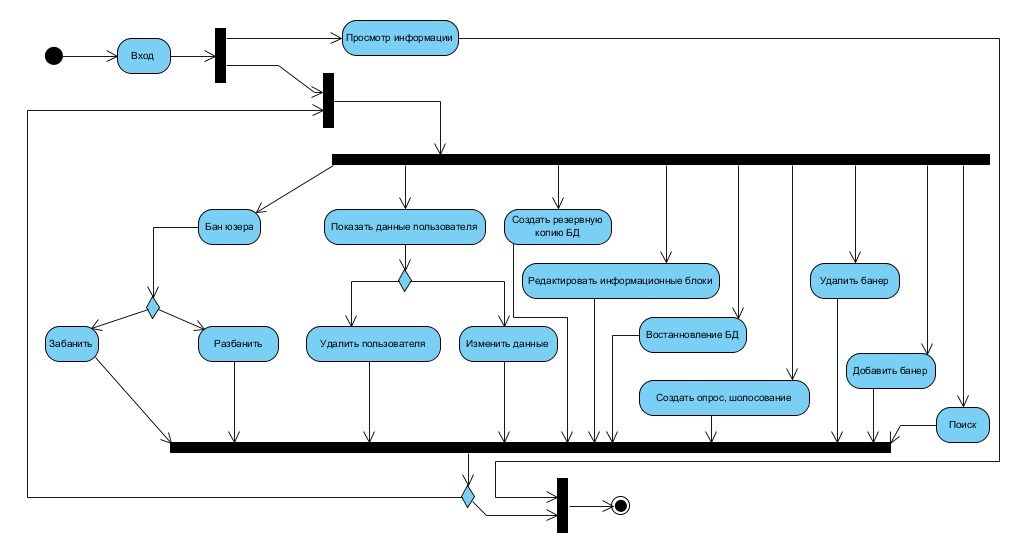 Просмотр информации
Вход
Бан юзера
Показать данные пользователя
Создать резервную
копию БД
Редактировать информационные блоки
Удалить банер
Забанить
Разбанить
Удалить пользователя
Изменить данные
Востанновление БД
Добавить банер
Создать опрос, шолосование
Поиск